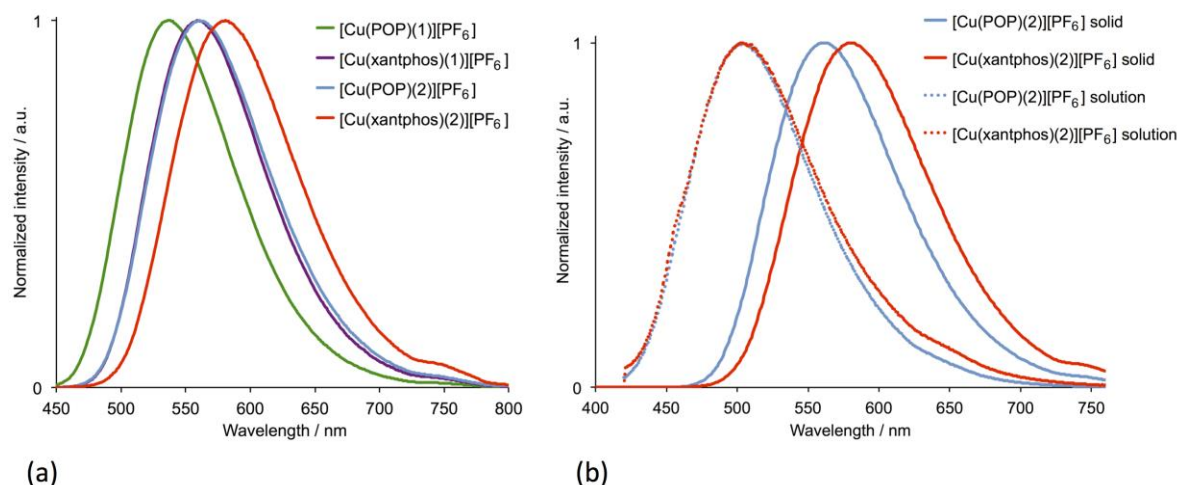 1
[Cu(POP)(1)][PF₆]
[Cu(xantphos)(1)][PF₆]
[Cu(POP)(2)][PF₆]
[Cu(xantphos)(2)][PF₆]
Normalized intensity / a.u.
0
450 500 550 600 650 700 750 800
Wavelength / nm
(a)
[Cu(POP)(2)][PF₆] solid
[Cu(xantphos)(2)][PF₆] solid
[Cu(POP)(2)][PF₆] solution
[Cu(xantphos)(2)][PF₆] solution
1
Normalized intensity / a.u.
0
400 450 500 550 600 650 700 750
Wavelength / nm
(b)